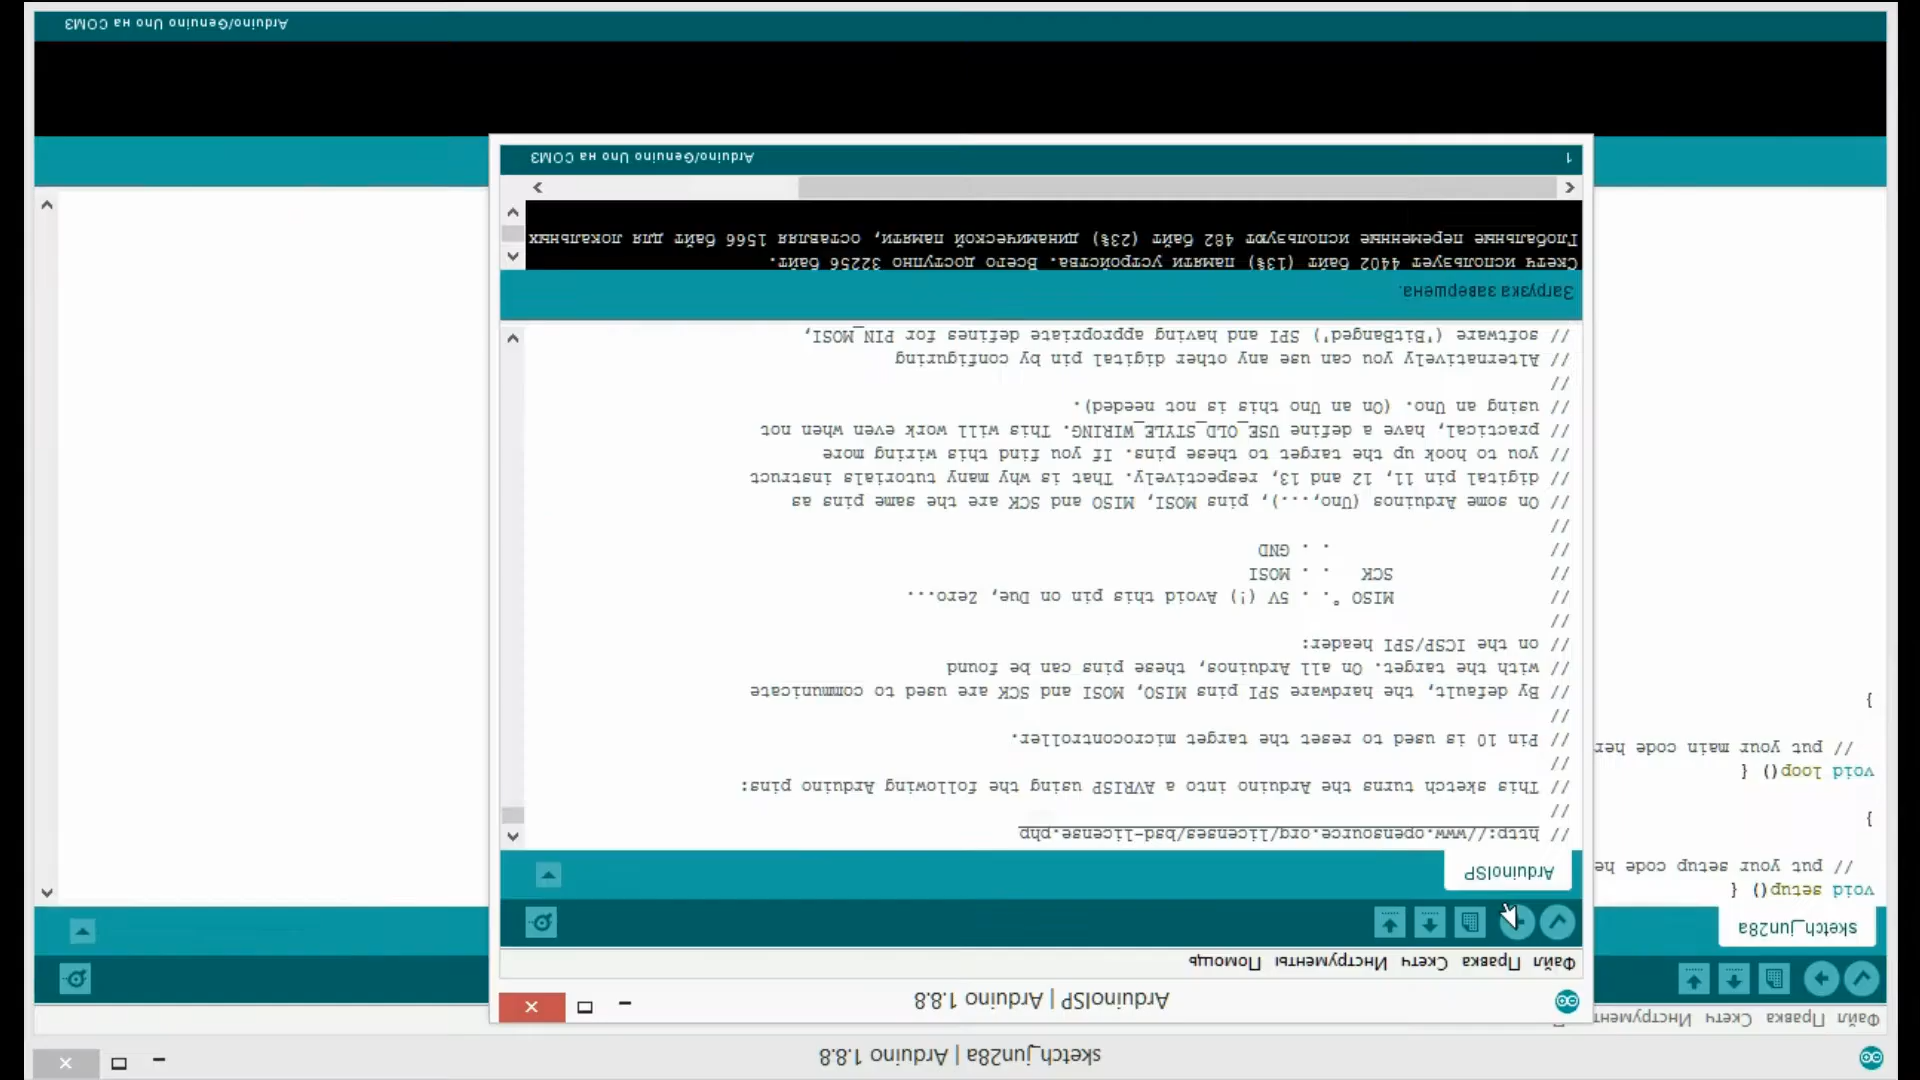 sketch_jun28a | Arduino 1.8.8
Файл Правка Скетч
sketch_jun28a
void setup() {
// put your setup code he
}
void loop() {
// put your main code her
}
Arduino/Genuino Uno на COM3
ArduinoISP | Arduino 1.8.8
Файл Правка Скетч Инструменты Помощь
ArduinoISP
// http://www.opensource.org/licenses/bsd-license.php
//
// This sketch turns the Arduino into a AVRISP using the following Arduino pins:
//
// Pin 10 is used to reset the target microcontroller.
//
// By default, the hardware SPI pins MISO, MOSI and SCK are used to communicate
// with the target. On all Arduinos, these pins can be found
// on the ICSP/SPI header:
//
// MISO °. . 5V (!) Avoid this pin on Due, Zero...
// SCK . . MOSI
// . . GND
//
// On some Arduinos (Uno,...), pins MOSI, MISO and SCK are the same pins as
// digital pin 11, 12 and 13, respectively. That is why many tutorials instruct
// you to hook up the target to these pins. If you find this wiring more
// practical, have a define USE_OLD_STYLE_WIRING. This will work even when not
// using an Uno. (On an Uno this is not needed).
//
// Alternatively you can use any other digital pin by configuring
// software ('BitBanged') SPI and having appropriate defines for PIN_MOSI,
Загрузка завершена.
Скетч использует 4402 байт (13%) памяти устройства. Всего доступно 32256 байт.
Глобальные переменные используют 482 байт (23%) динамической памяти, оставляя 1566 байт для локальных
1
Arduino/Genuino Uno на COM3